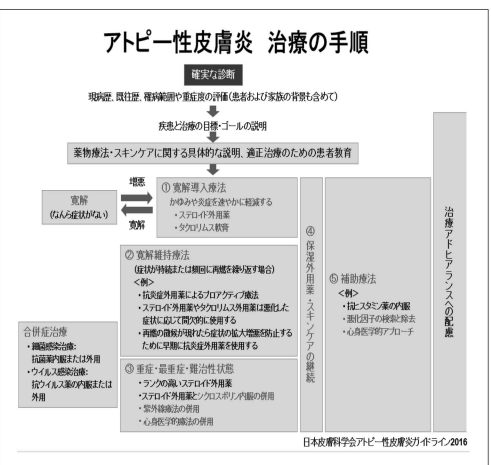 アトピー性皮膚炎 治療の手順
確実な診断
現病歴、既往歴、罹病範囲や重症度の評価(患者および家族の背景も含めて)
疾患と治療の目標・ゴールの説明
薬物療法・スキンケアに関する具体的な説明、適正治療のための患者教育
寛解
(なんら症状がない)
増悪
寛解
① 寛解導入療法
かゆみや炎症を速やかに軽減する
・ステロイド外用薬
・タクロリムス軟膏
② 寛解維持療法
(症状が持続または頻回に再燃を繰り返す場合)
<例>
・抗炎症外用薬によるプロアクティブ療法
・ステロイド外用薬やタクロリムス外用薬は悪化した
症状に応じて間欠的に使用する
・再燃の徴候が現れたら症状の拡大増悪を防止する
ために早期に抗炎症外用薬を使用する
合併症治療
・細菌感染治療:
抗菌薬内服または外用
・ウイルス感染治療:
抗ウイルス薬の内服または
外用
③ 重症・最重症・難治性状態
・ランクの高いステロイド外用薬
・ステロイド外用薬とシクロスポリン内服の併用
・紫外線療法の併用
・心身医学的療法の併用
④ 保湿外用薬・スキンケアの継続
⑤ 補助療法
<例>
・抗ヒスタミン薬の内服
・悪化因子の検索と除去
・心身医学的アプローチ
治療アドヒアランスへの配慮
日本皮膚科学会アトピー性皮膚炎ガイドライン2016